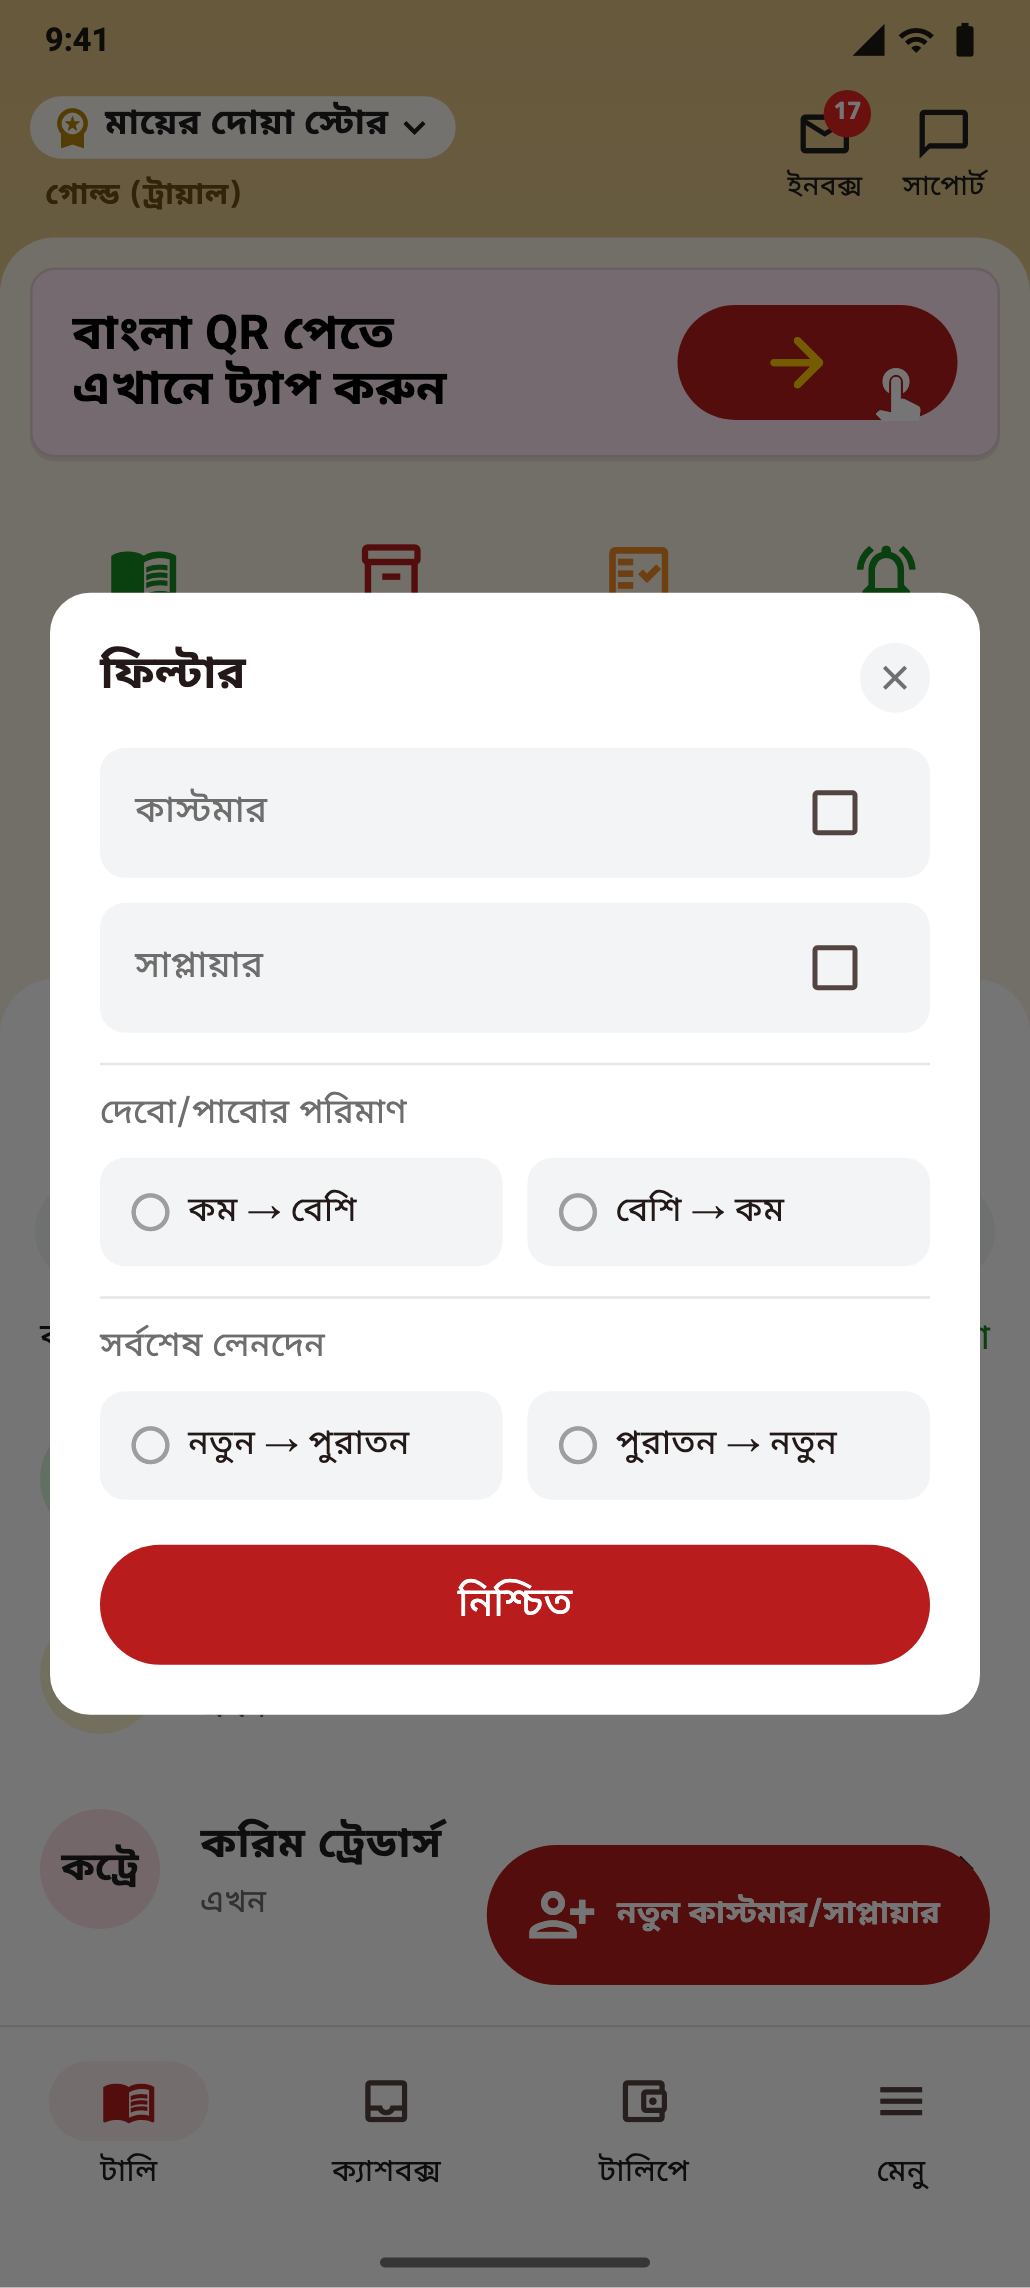 9:41
মায়ের দোয়া স্টোর
17
গোল্ড (ট্রায়াল)
ইনবক্স
সাপোর্ট
বাংলা QR পেতে
এখানে ট্যাপ করুন
ফিল্টার
কাস্টমার
সাপ্লায়ার
দেবো/পাবোর পরিমাণ
কম → বেশি
বেশি → কম
সর্বশেষ লেনদেন
নতুন → পুরাতন
পুরাতন → নতুন
নিশ্চিত
কট্রে
করিম ট্রেডার্স
এখন
নতুন কাস্টমার/সাপ্লায়ার
টালি
ক্যাশবক্স
টালিপে
মেনু